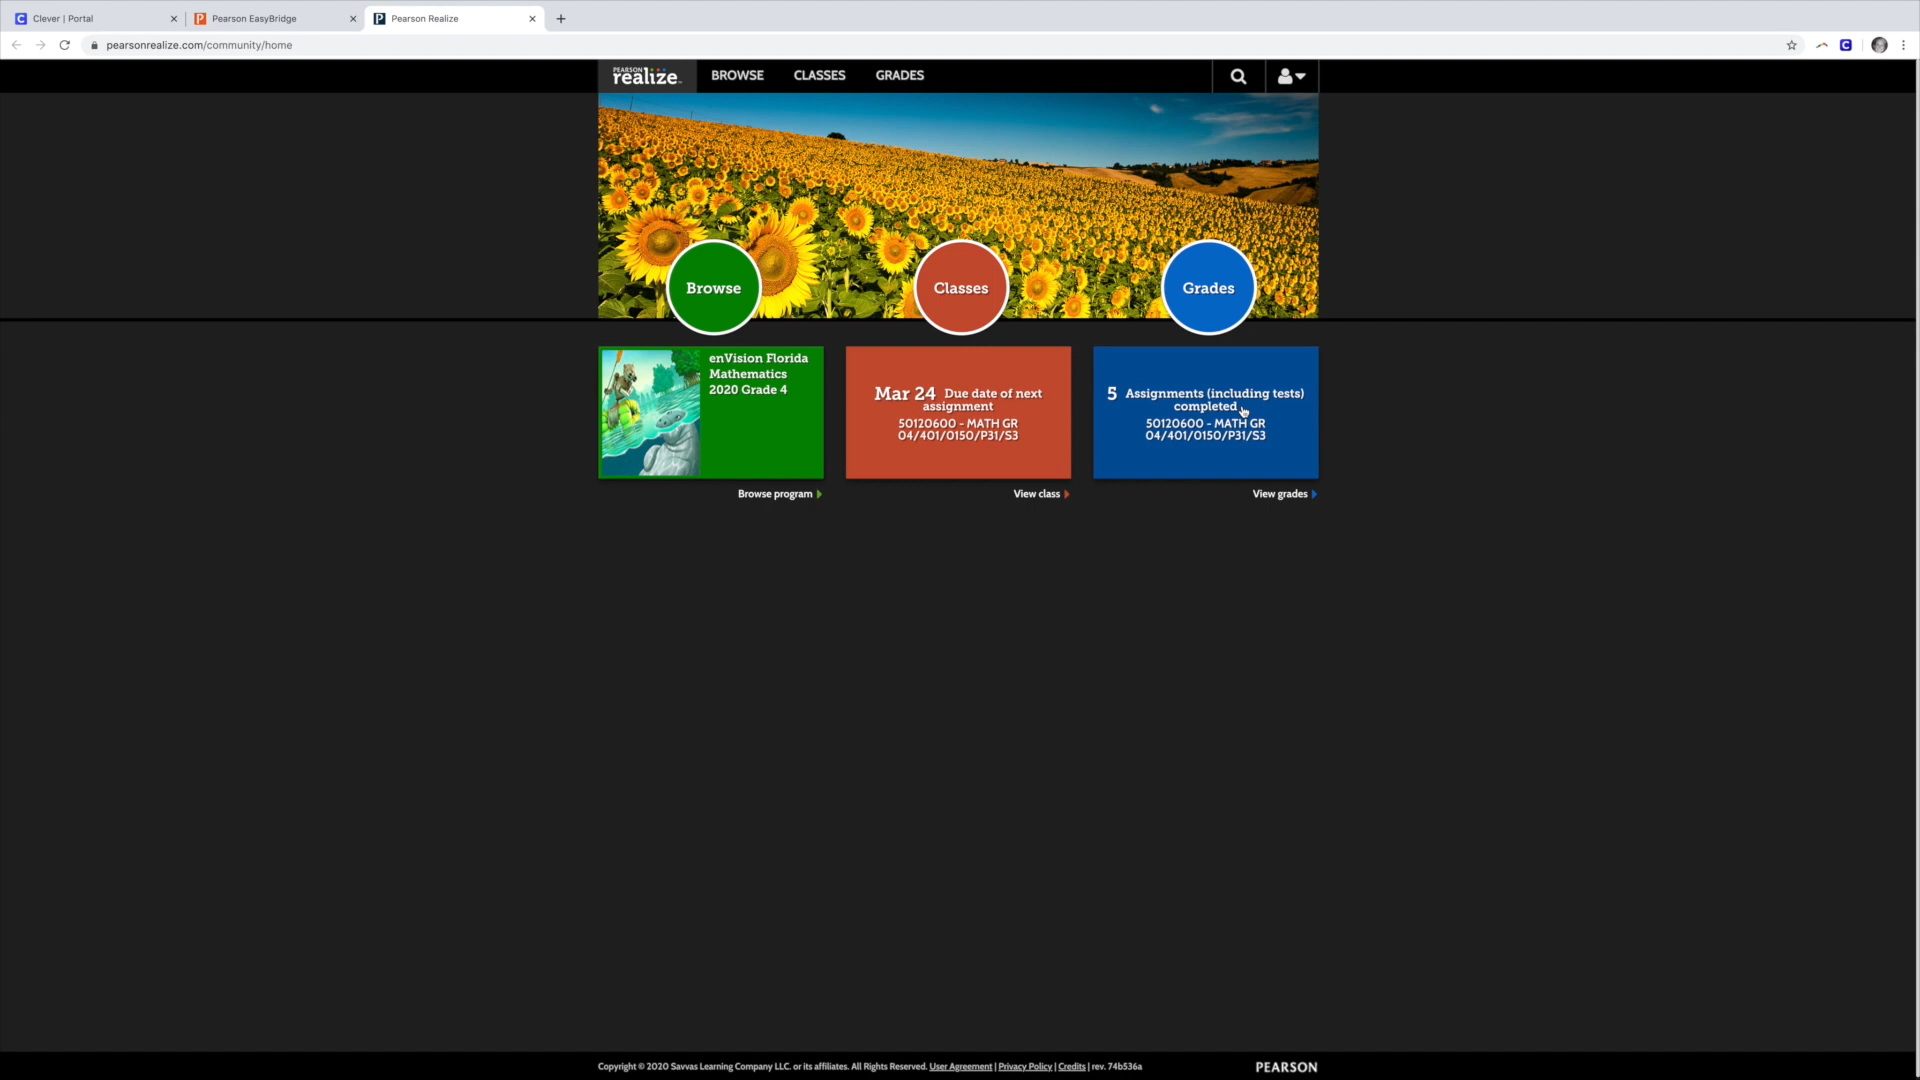 Clever | Portal
Pearson EasyBridge
Pearson Realize
pearsonrealize.com/community/home
PEARSON
realize
BROWSE
CLASSES
GRADES
Browse
Classes
Grades
enVision Florida
Mathematics
2020 Grade 4
Mar 24 Due date of next
assignment
50120600 - MATH GR
04/401/0150/P31/S3
5 Assignments (including tests)
completed
50120600 - MATH GR
04/401/0150/P31/S3
Browse program
View class
View grades
Copyright © 2020 Savvas Learning Company LLC. or its affiliates. All Rights Reserved. User Agreement | Privacy Policy | Credits | rev. 74b536a
PEARSON